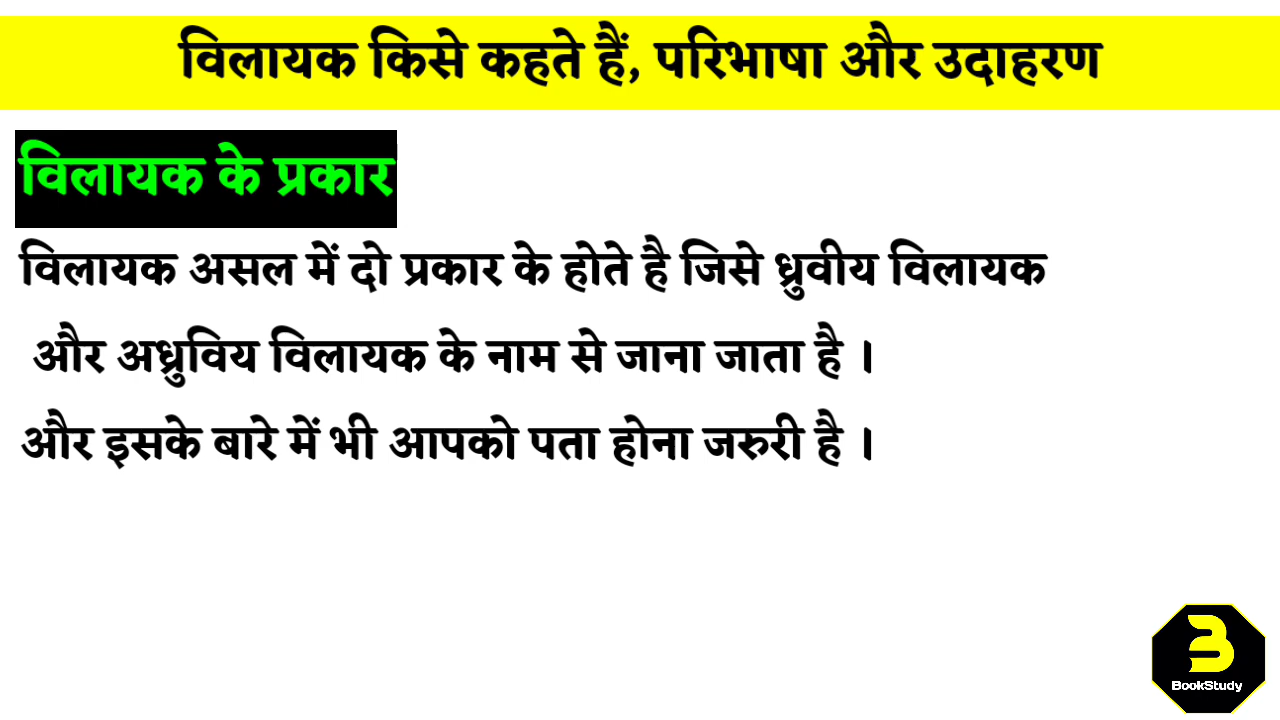 विलायक किसे कहते हैं, परिभाषा और उदाहरण
विलायक के प्रकार
विलायक असल में दो प्रकार के होते है जिसे ध्रुवीय विलायक
और अध्रुविय विलायक के नाम से जाना जाता है ।
और इसके बारे में भी आपको पता होना जरुरी है ।
BookStudy